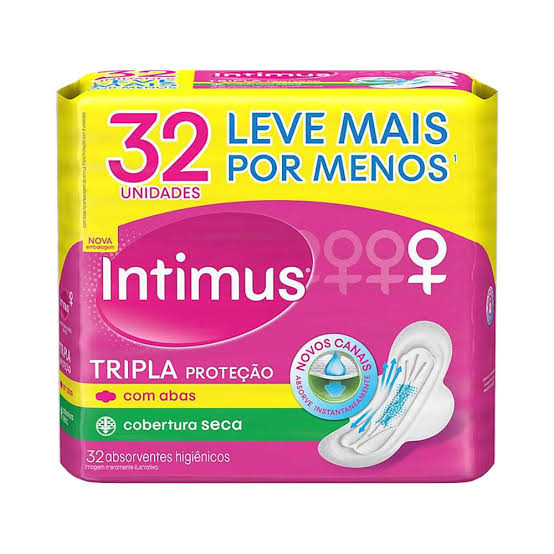 Intimus
32
UNIDADES
LEVE MAIS
POR MENOS¹
NOVA
embalagem
Intimus®
TRIPLA PROTEÇÃO
com abas
cobertura seca
NOVOS CANAIS
ABSORVE INSTANTANEAMENTE
32 absorventes higiênicos
Imagem meramente ilustrativa.